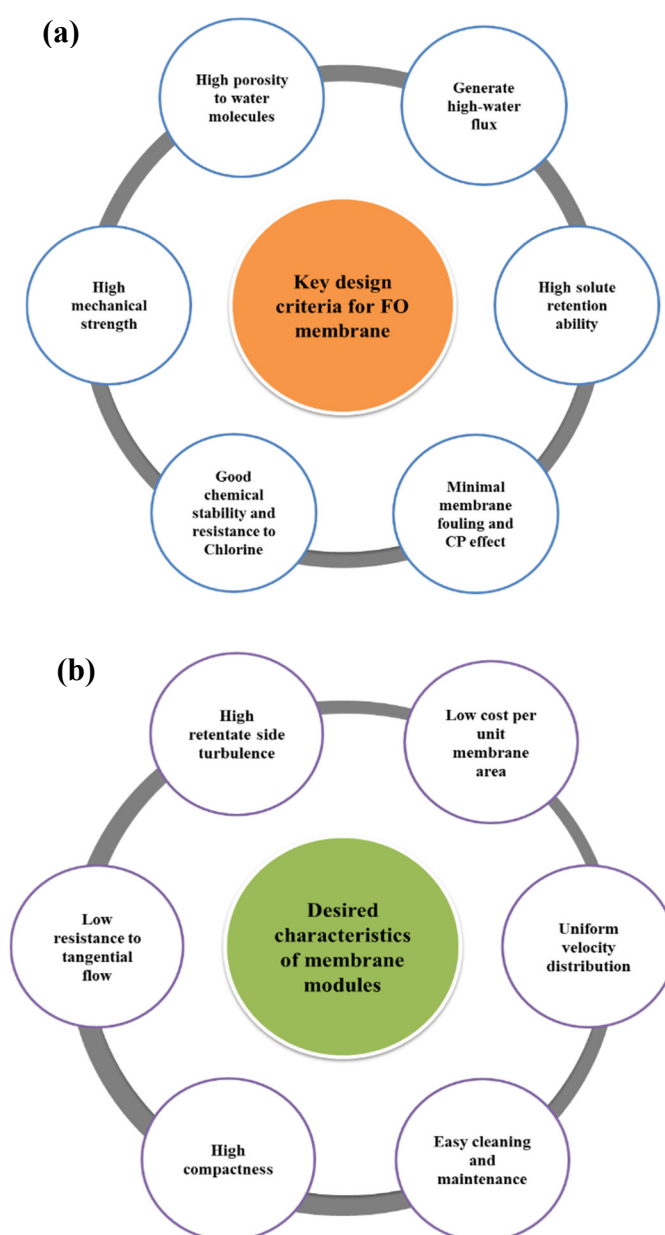 (a)
High porosity
to water
molecules
Generate
high-water
flux
High
mechanical
strength
Key design
criteria for FO
membrane
High solute
retention
ability
Good
chemical
stability and
resistance to
Chlorine
Minimal
membrane
fouling and
CP effect
(b)
High
retentate side
turbulence
Low cost per
unit
membrane
area
Low
resistance to
tangential
flow
Desired
characteristics
of membrane
modules
Uniform
velocity
distribution
High
compactness
Easy cleaning
and
maintenance